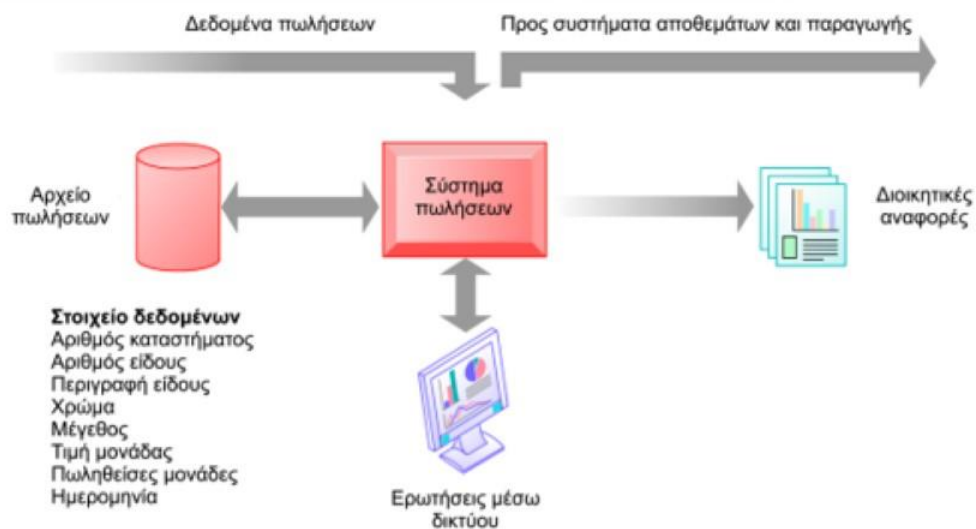 Δεδομένα πωλήσεων
Προς συστήματα αποθεμάτων και παραγωγής
Αρχείο
πωλήσεων
Σύστημα
πωλήσεων
Διοικητικές
αναφορές
Στοιχείο δεδομένων
Αριθμός καταστήματος
Αριθμός είδους
Περιγραφή είδους
Χρώμα
Μέγεθος
Τιμή μονάδας
Πωληθείσες μονάδες
Ημερομηνία
Ερωτήσεις μέσω
δικτύου